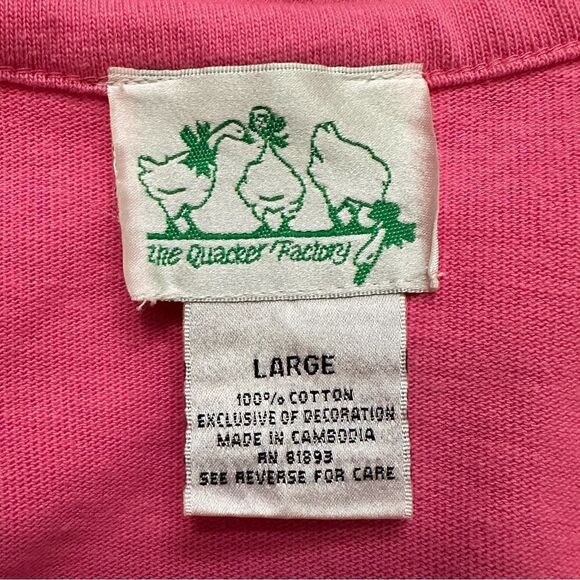 the Quacker Factory
LARGE
100% COTTON
EXCLUSIVE OF DECORATION
MADE IN CAMBODIA
RN 81893
SEE REVERSE FOR CARE